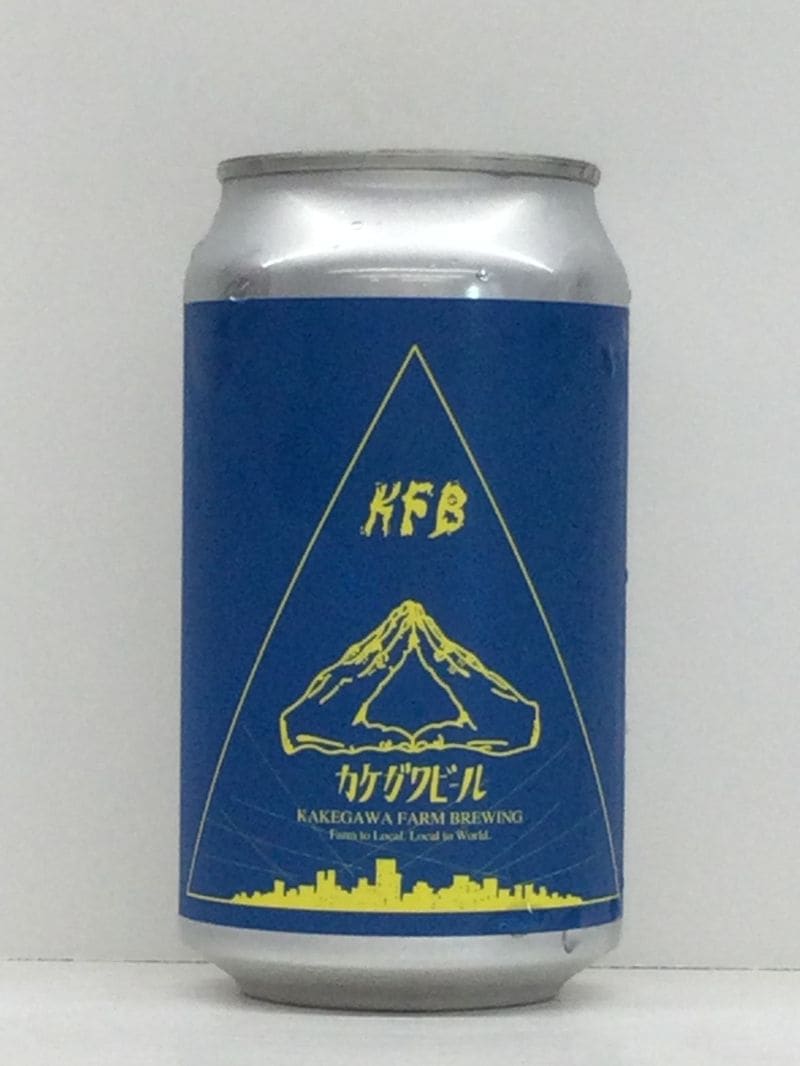 KFB
カケガワビール
KAKEGAWA FARM BREWING
Farm to Local. Local to World.